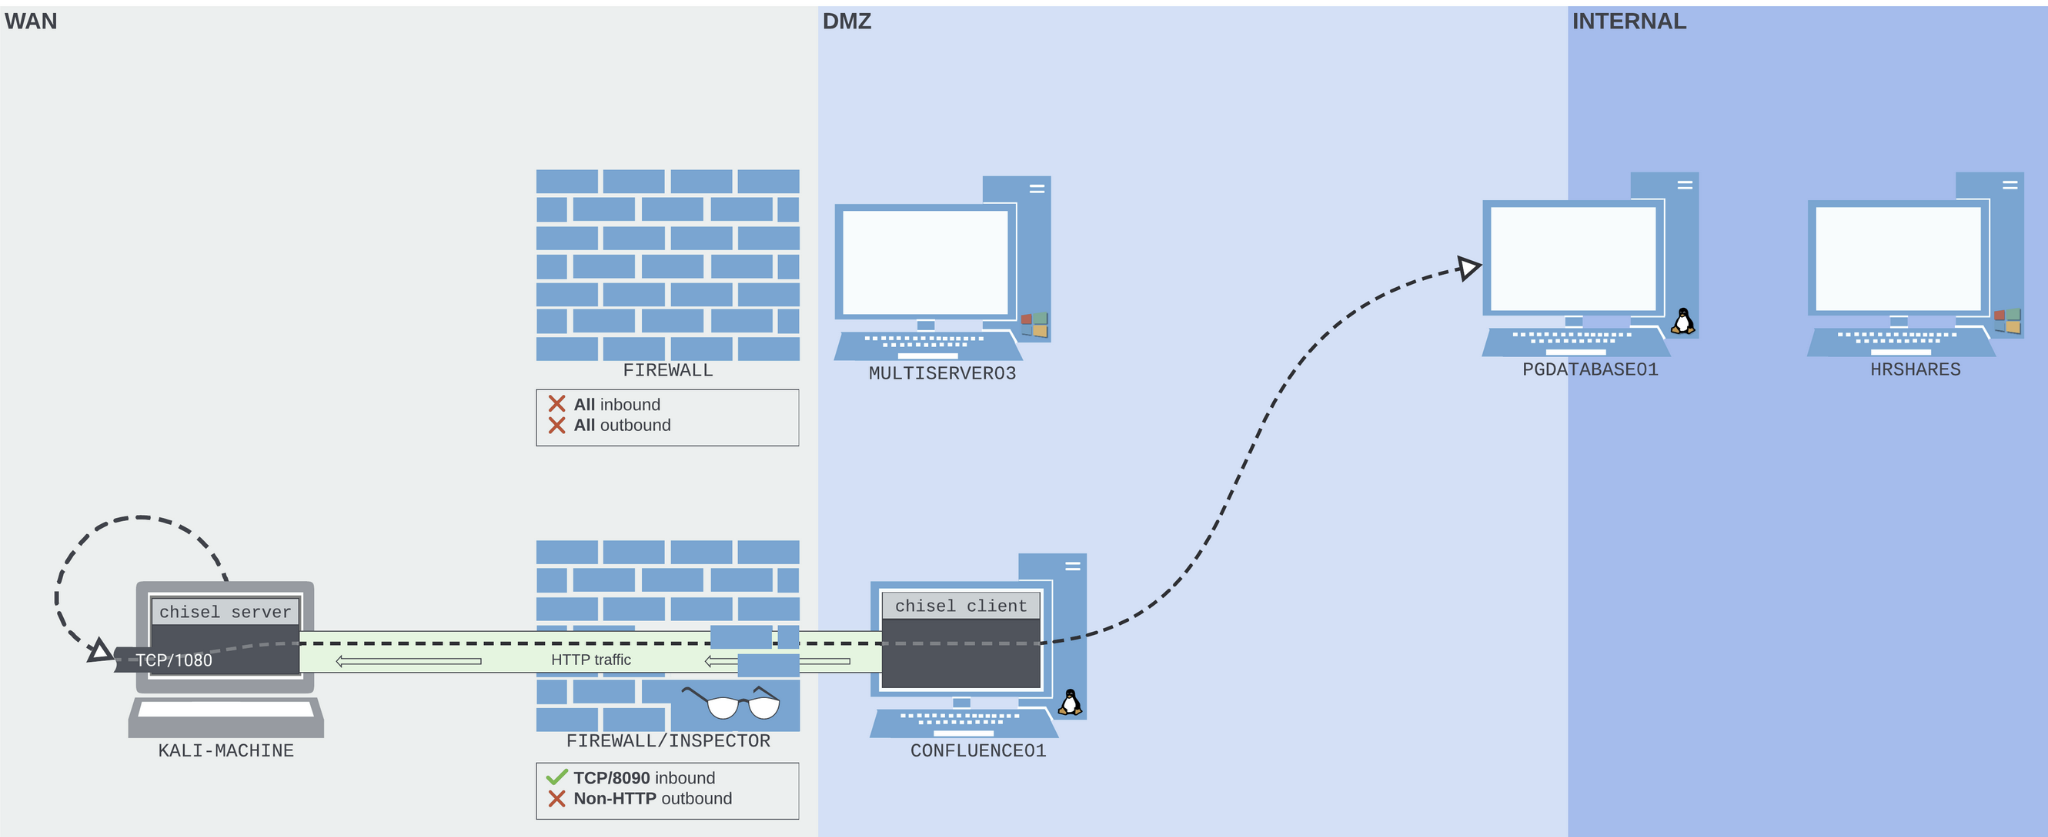 WAN
DMZ
INTERNAL
FIREWALL
All inbound
All outbound
MULTISERVER03
PGDATABASE01
HRSHARES
chisel server
TCP/1080
KALI-MACHINE
HTTP traffic
FIREWALL/INSPECTOR
TCP/8090 inbound
Non-HTTP outbound
chisel client
CONFLUENCE01